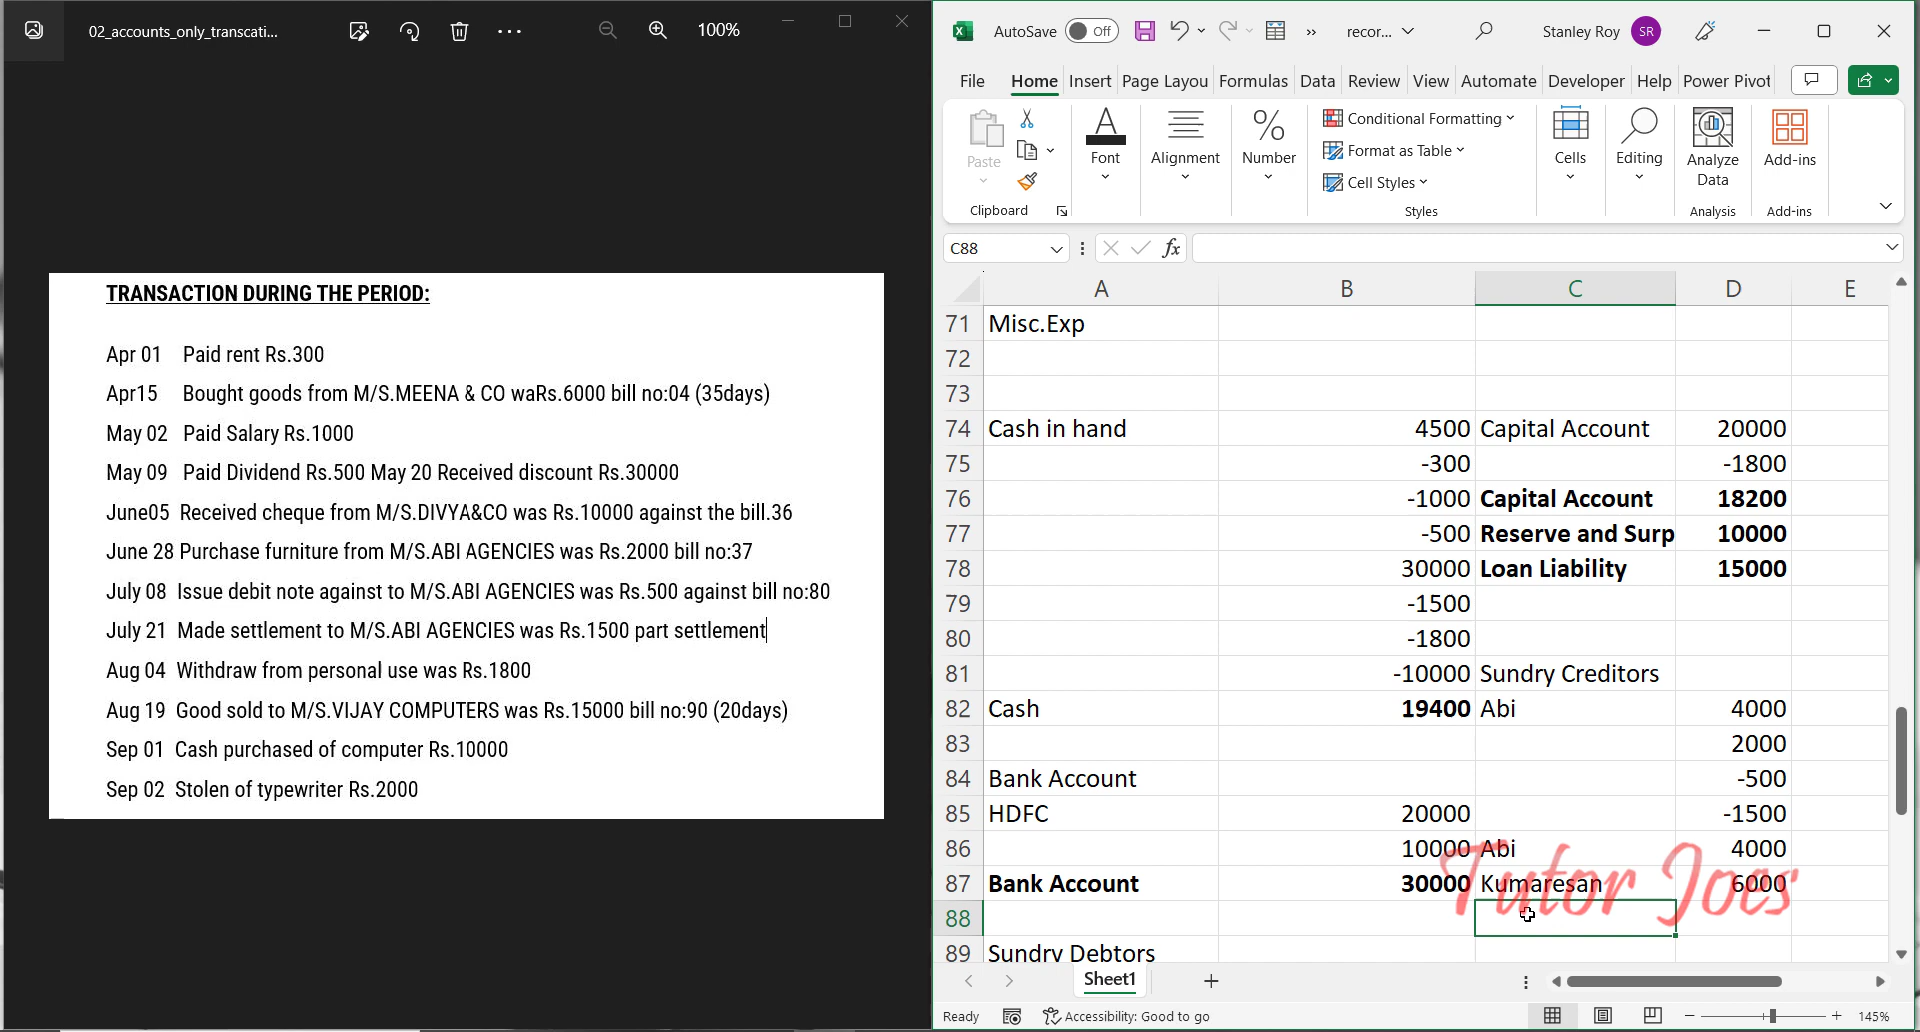 02_accounts_only_transcati...
100%
TRANSACTION DURING THE PERIOD:
Apr 01 Paid rent Rs.300
Apr15 Bought goods from M/S.MEENA & CO waRs.6000 bill no:04 (35days)
May 02 Paid Salary Rs.1000
May 09 Paid Dividend Rs.500 May 20 Received discount Rs.30000
June05 Received cheque from M/S.DIVYA&CO was Rs.10000 against the bill.36
June 28 Purchase furniture from M/S.ABI AGENCIES was Rs.2000 bill no:37
July 08 Issue debit note against to M/S.ABI AGENCIES was Rs.500 against bill no:80
July 21 Made settlement to M/S.ABI AGENCIES was Rs.1500 part settlement
Aug 04 Withdraw from personal use was Rs.1800
Aug 19 Good sold to M/S.VIJAY COMPUTERS was Rs.15000 bill no:90 (20days)
Sep 01 Cash purchased of computer Rs.10000
Sep 02 Stolen of typewriter Rs.2000
AutoSave Off recor... Stanley Roy SR
File Home Insert Page Layou Formulas Data Review View Automate Developer Help Power Pivot
Paste Font Alignment Number Conditional Formatting Format as Table Cell Styles Cells Editing Analyze Data Add-ins
Clipboard Styles Analysis Add-ins
C88 fx
A B C D E
71 Misc.Exp
72
73
74 Cash in hand 4500 Capital Account 20000
75 -300 -1800
76 -1000 Capital Account 18200
77 -500 Reserve and Surp 10000
78 30000 Loan Liability 15000
79 -1500
80 -1800
81 -10000 Sundry Creditors
82 Cash 19400 Abi 4000
83 2000
84 Bank Account -500
85 HDFC 20000 -1500
86 10000 Abi 4000
87 Bank Account 30000 Kumaresan 6000
Tutor Joes
88
89 Sundry Debtors
Sheet1
Ready Accessibility: Good to go 145%